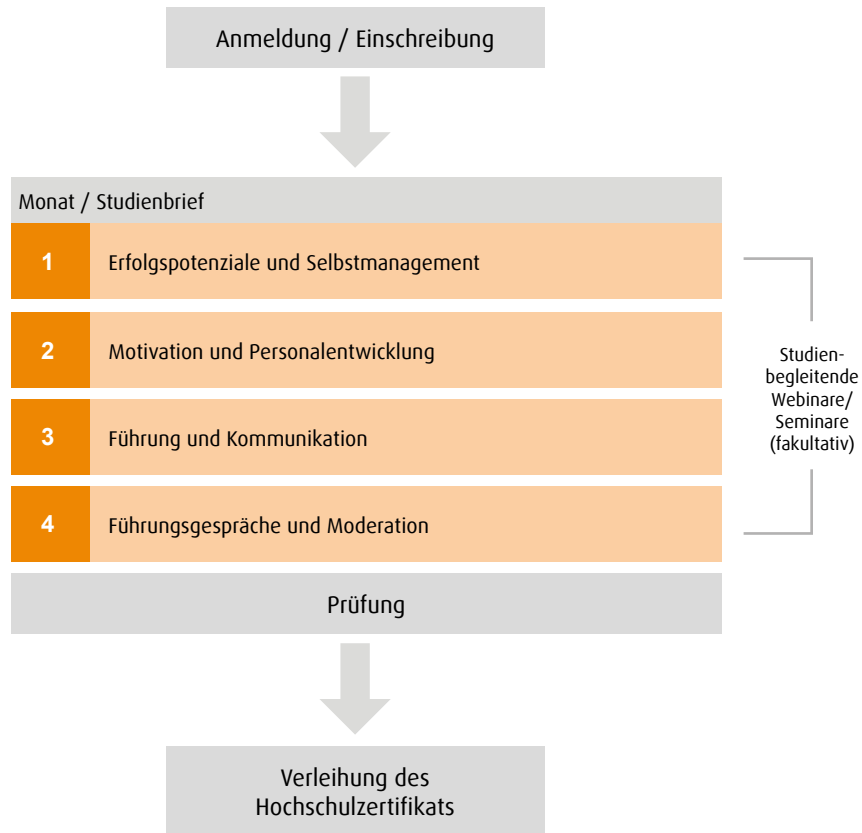 Anmeldung / Einschreibung
Monat / Studienbrief
1 Erfolgspotenziale und Selbstmanagement
2 Motivation und Personalentwicklung
3 Führung und Kommunikation
4 Führungsgespräche und Moderation
Studien-
begleitende
Webinare/
Seminare
(fakultativ)
Prüfung
Verleihung des
Hochschulzertifikats